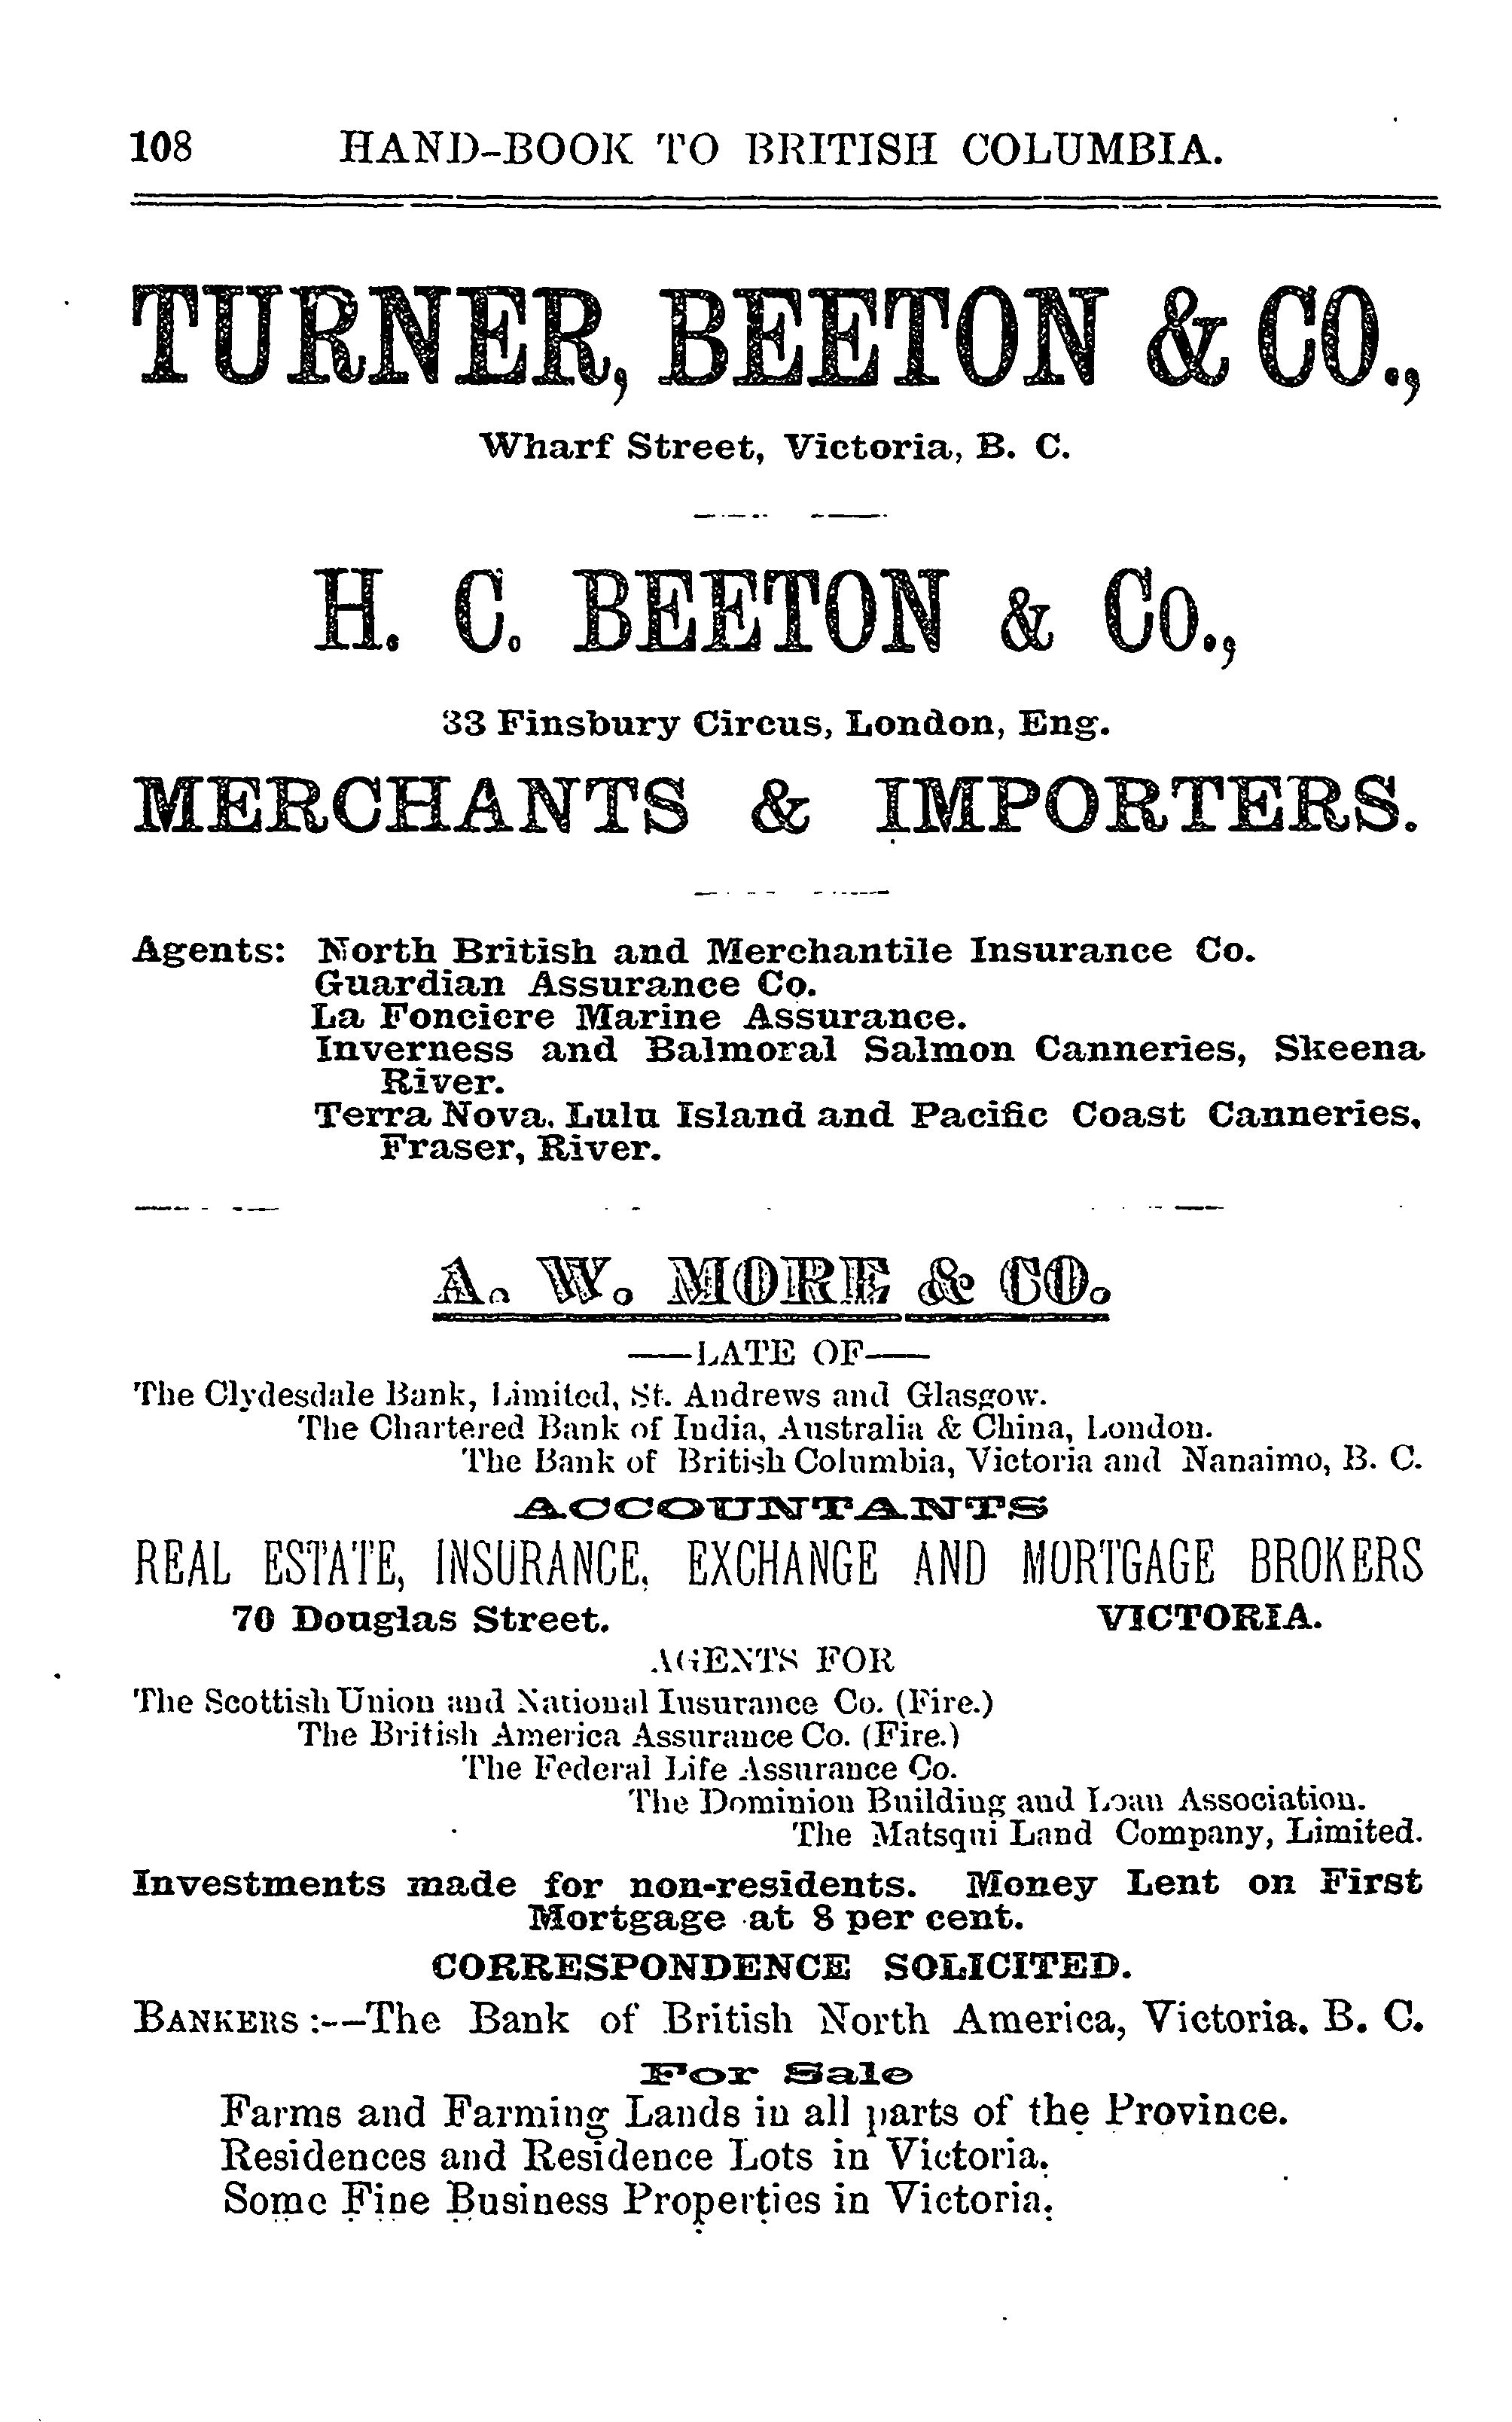 108 HAND-BOOK TO BRITISH COLUMBIA.
TURNER, BEETON & CO.,
Wharf Street, Victoria, B. C.
H. C. BEETON & Co.,
33 Finsbury Circus, London, Eng.
MERCHANTS & IMPORTERS.
Agents: North British and Merchantile Insurance Co.
Guardian Assurance Co.
La Fonciere Marine Assurance.
Inverness and Balmoral Salmon Canneries, Skeena
River.
Terra Nova, Lulu Island and Pacific Coast Canneries,
Fraser, River.
A. W. MORE & CO.
—LATE OF—
The Clydesdale Bank, Limited, St. Andrews and Glasgow.
The Chartered Bank of India, Australia & China, London.
The Bank of British Columbia, Victoria and Nanaimo, B. C.
ACCOUNTANTS
REAL ESTATE, INSURANCE, EXCHANGE AND MORTGAGE BROKERS
70 Douglas Street. VICTORIA.
AGENTS FOR
The Scottish Union and National Insurance Co. (Fire.)
The British America Assurance Co. (Fire.)
The Federal Life Assurance Co.
The Dominion Building and Loan Association.
The Matsqui Land Company, Limited.
Investments made for non-residents. Money Lent on First
Mortgage at 8 per cent.
CORRESPONDENCE SOLICITED.
BANKERS :--The Bank of British North America, Victoria, B. C.
For Sale
Farms and Farming Lands in all parts of the Province.
Residences and Residence Lots in Victoria.
Some Fine Business Properties in Victoria.